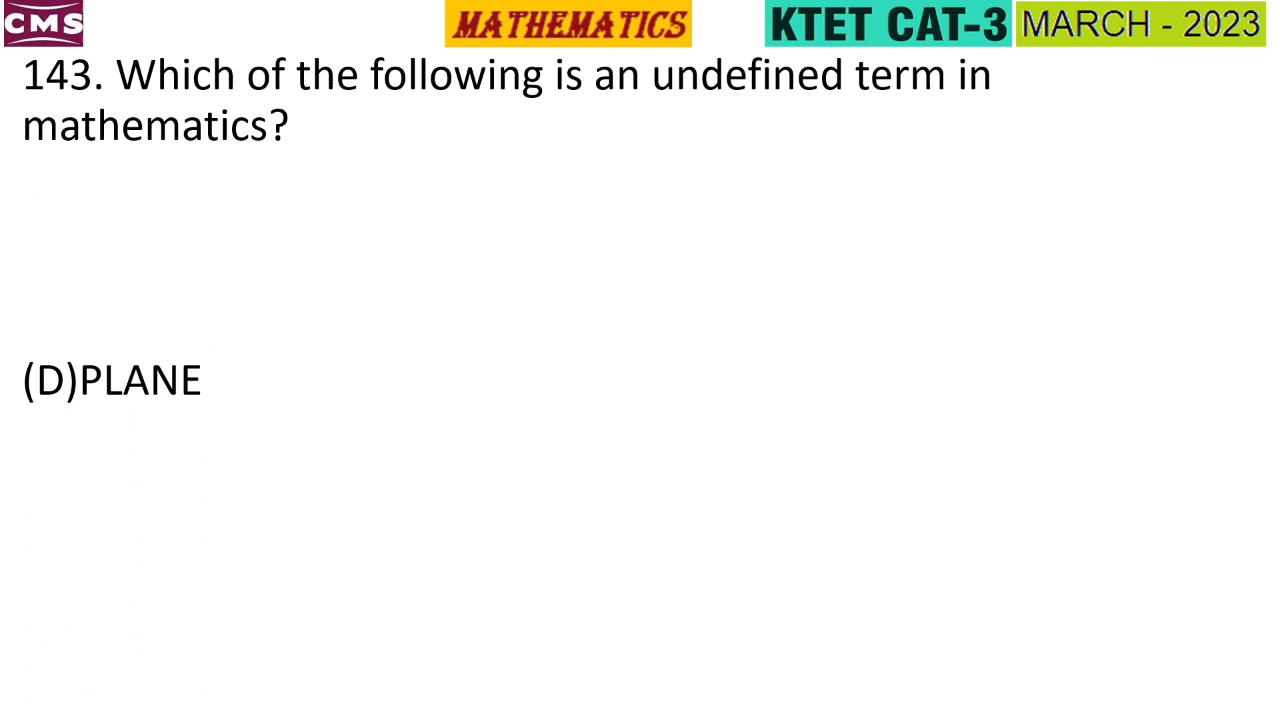 CMS
MATHEMATICS
KTET CAT-3
MARCH - 2023
143. Which of the following is an undefined term in
mathematics?
(D)PLANE